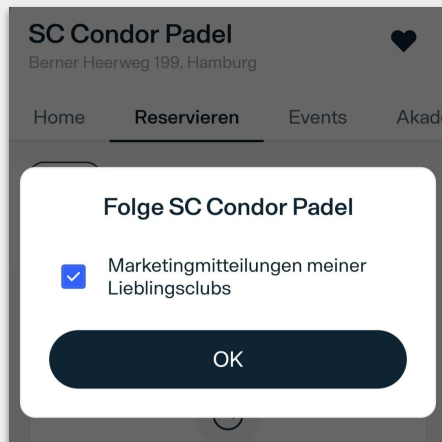 SC Condor Padel
Berner Heerweg 199, Hamburg
Home Reservieren Events Akad
Folge SC Condor Padel
Marketingmitteilungen meiner
Lieblingsclubs
OK